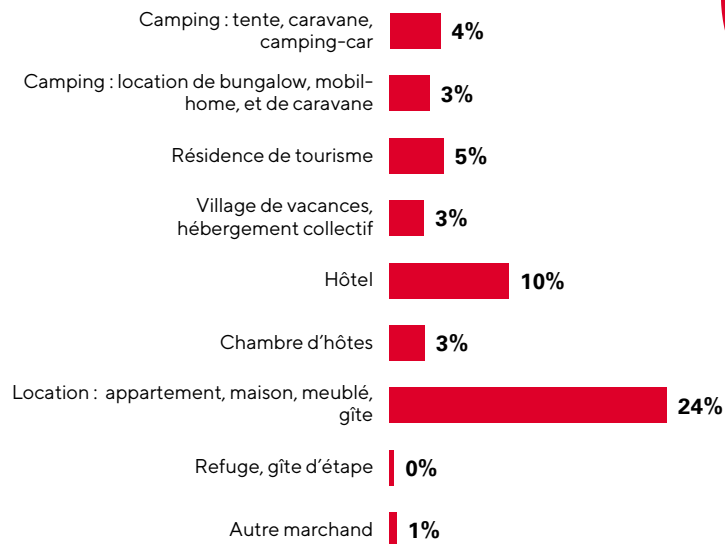 Camping : tente, caravane,
camping-car
4%
Camping : location de bungalow, mobil-
home, et de caravane
3%
Résidence de tourisme
5%
Village de vacances,
hébergement collectif
3%
Hôtel
10%
Chambre d’hôtes
3%
Location : appartement, maison, meublé,
gîte
24%
Refuge, gîte d’étape
0%
Autre marchand
1%